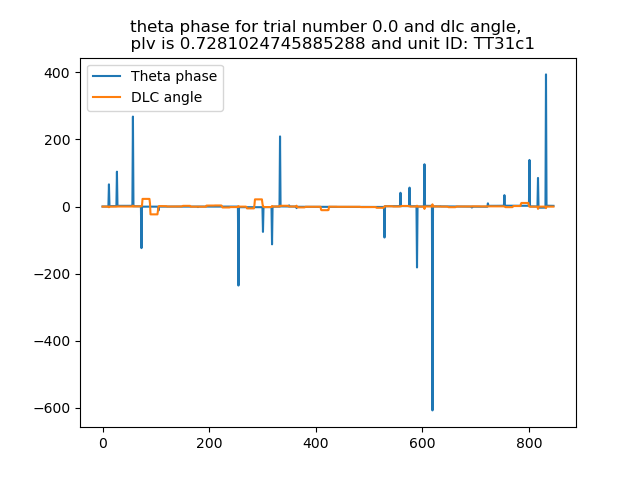 theta phase for trial number 0.0 and dlc angle,
plv is 0.7281024745885288 and unit ID: TT31c1
Theta phase
DLC angle
400
200
0
−200
−400
−600
0
200
400
600
800